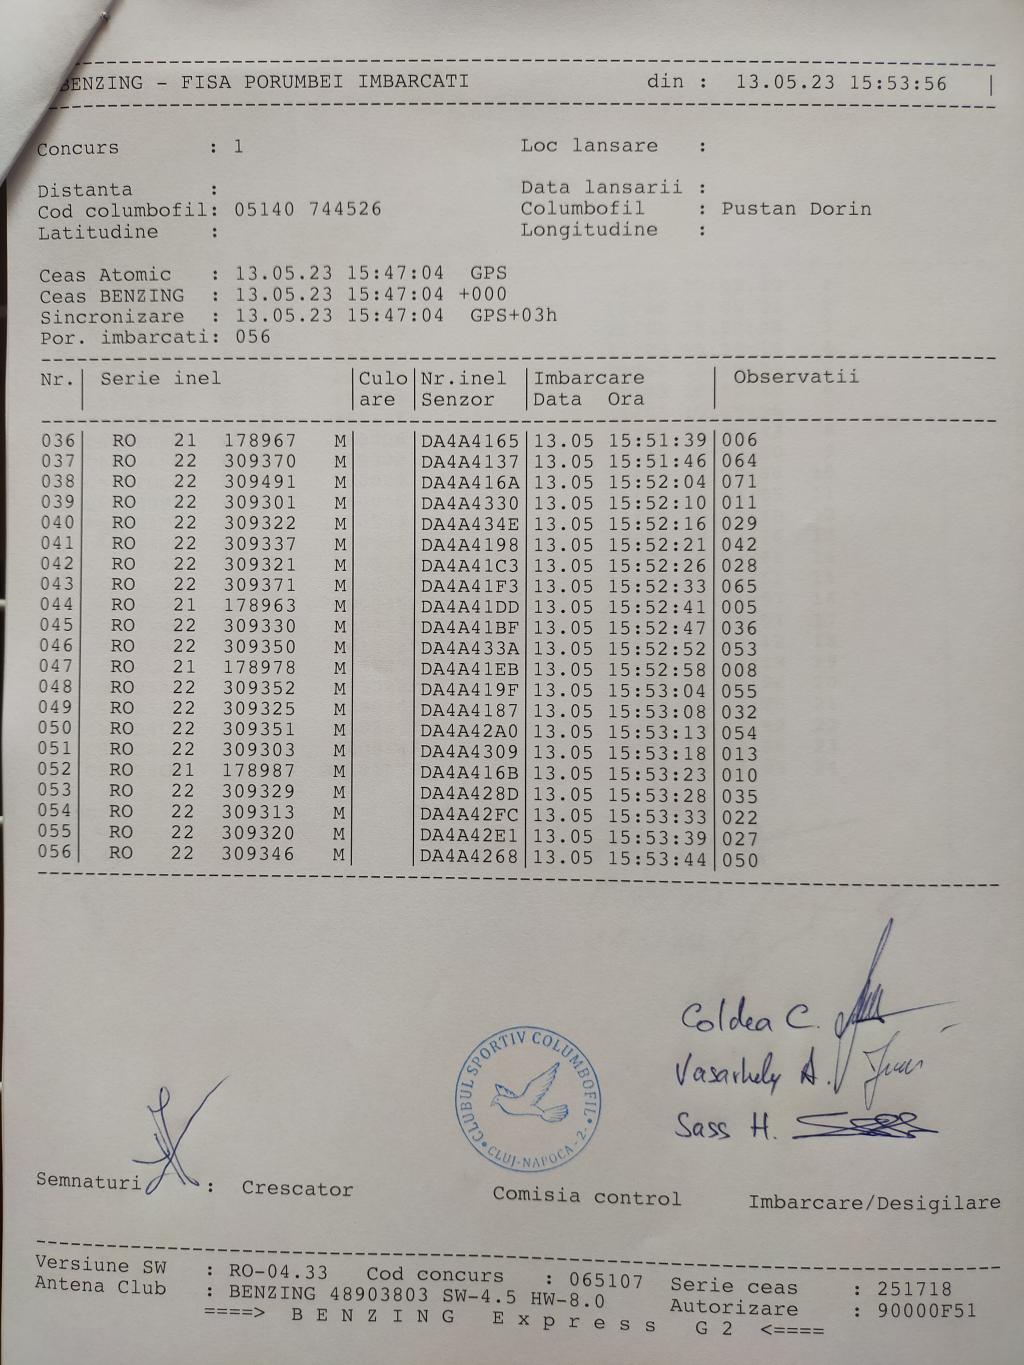 BENZING - FISA PORUMBEI IMBARCATI din : 13.05.23 15:53:56 |
Concurs : 1 Loc lansare :
Distanta : Data lansarii :
Cod columbofil: 05140 744526 Columbofil : Pustan Dorin
Latitudine : Longitudine :
Ceas Atomic : 13.05.23 15:47:04 GPS
Ceas BENZING : 13.05.23 15:47:04 +000
Sincronizare : 13.05.23 15:47:04 GPS+03h
Por. imbarcati: 056
Nr.| Serie inel |Culo|Nr.inel |Imbarcare | Observatii
| |are |Senzor |Data Ora |
036| RO 21 178967 M| |DA4A4165|13.05 15:51:39|006
037| RO 22 309370 M| |DA4A4137|13.05 15:51:46|064
038| RO 22 309491 M| |DA4A416A|13.05 15:52:04|071
039| RO 22 309301 M| |DA4A4330|13.05 15:52:10|011
040| RO 22 309322 M| |DA4A434E|13.05 15:52:16|029
041| RO 22 309337 M| |DA4A4198|13.05 15:52:21|042
042| RO 22 309321 M| |DA4A41C3|13.05 15:52:26|028
043| RO 22 309371 M| |DA4A41F3|13.05 15:52:33|065
044| RO 21 178963 M| |DA4A41DD|13.05 15:52:41|005
045| RO 22 309330 M| |DA4A41BF|13.05 15:52:47|036
046| RO 22 309350 M| |DA4A433A|13.05 15:52:52|053
047| RO 21 178978 M| |DA4A41EB|13.05 15:52:58|008
048| RO 22 309352 M| |DA4A419F|13.05 15:53:04|055
049| RO 22 309325 M| |DA4A4187|13.05 15:53:08|032
050| RO 22 309351 M| |DA4A42A0|13.05 15:53:13|054
051| RO 22 309303 M| |DA4A4309|13.05 15:53:18|013
052| RO 21 178987 M| |DA4A416B|13.05 15:53:23|010
053| RO 22 309329 M| |DA4A428D|13.05 15:53:28|035
054| RO 22 309313 M| |DA4A42FC|13.05 15:53:33|022
055| RO 22 309320 M| |DA4A42E1|13.05 15:53:39|027
056| RO 22 309346 M| |DA4A4268|13.05 15:53:44|050
Coldea C.
Vasarhely A.
Sass H.
CLUBUL SPORTIV COLUMBOFIL
CLUJ-NAPOCA -2-
Semnaturi : Crescator Comisia control Imbarcare/Desigilare
Versiune SW : RO-04.33 Cod concurs : 065107 Serie ceas : 251718
Antena Club : BENZING 48903803 SW-4.5 HW-8.0 Autorizare : 90000F51
====> B E N Z I N G E x p r e s s G 2 <====